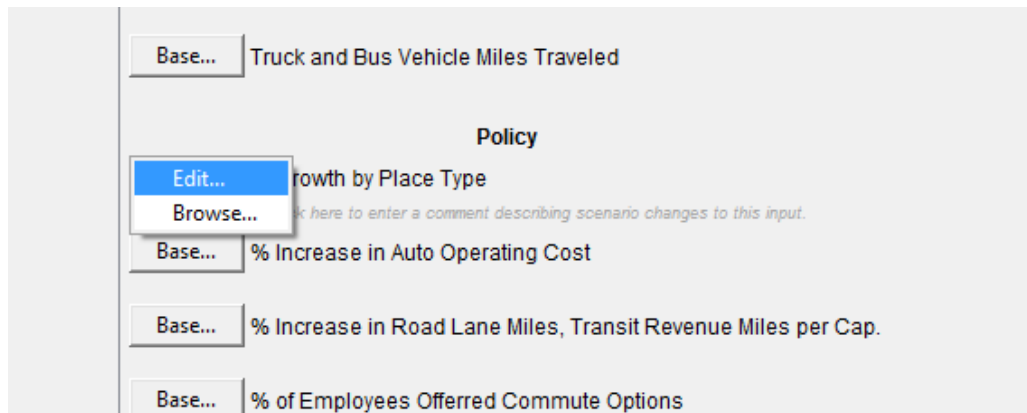 Base... Truck and Bus Vehicle Miles Traveled
Policy
Edit... rowth by Place Type
Browse... here to enter a comment describing scenario changes to this input.
Base... % Increase in Auto Operating Cost
Base... % Increase in Road Lane Miles, Transit Revenue Miles per Cap.
Base... % of Employees Offerred Commute Options